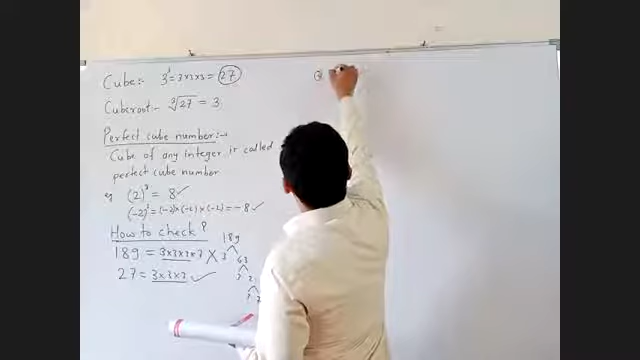 Cube:- 3³ = 3×3×3 = 27
Cuberoot:- ∛27 = 3
Perfect cube number:→
Cube of any integer is called
perfect cube number
eg (2)³ = 8 ✓
(-2)³ = (-2)×(-2)×(-2) = -8 ✓
How to check?
189 = 3×3×3×7 ✗
27 = 3×3×3 ✓
189
3 63
3 21